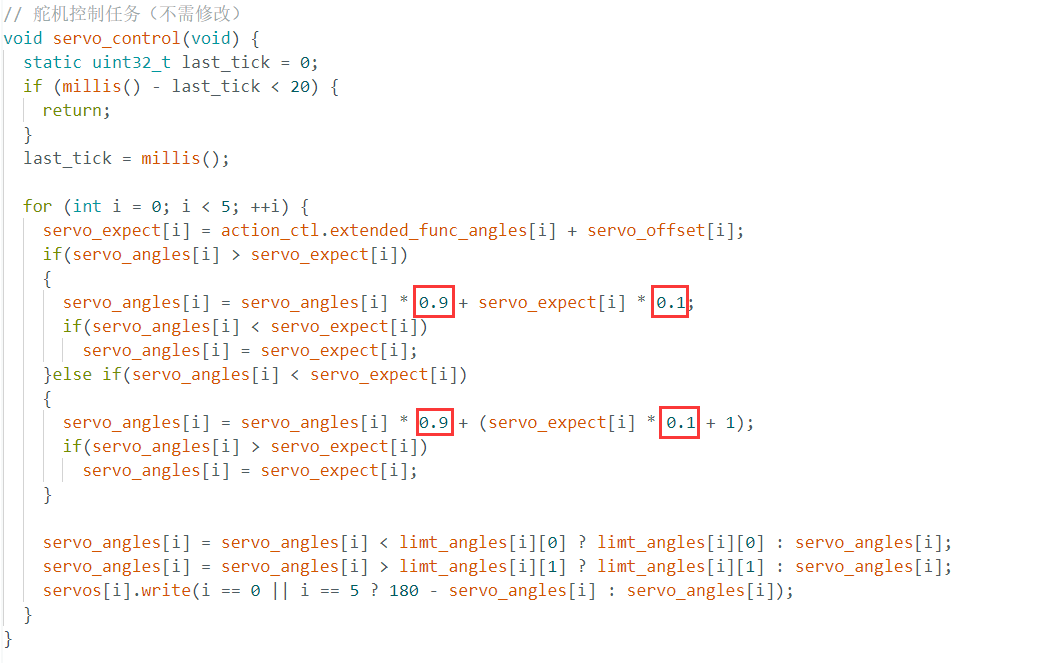 // 舵机控制任务（不需修改）
void servo_control(void) {
  static uint32_t last_tick = 0;
  if (millis() - last_tick < 20) {
    return;
  }
  last_tick = millis();

  for (int i = 0; i < 5; ++i) {
    servo_expect[i] = action_ctl.extended_func_angles[i] + servo_offset[i];
    if(servo_angles[i] > servo_expect[i])
    {
      servo_angles[i] = servo_angles[i] * 0.9 + servo_expect[i] * 0.1;
      if(servo_angles[i] < servo_expect[i])
        servo_angles[i] = servo_expect[i];
    }else if(servo_angles[i] < servo_expect[i])
    {
      servo_angles[i] = servo_angles[i] * 0.9 + (servo_expect[i] * 0.1 + 1);
      if(servo_angles[i] > servo_expect[i])
        servo_angles[i] = servo_expect[i];
    }

    servo_angles[i] = servo_angles[i] < limt_angles[i][0] ? limt_angles[i][0] : servo_angles[i];
    servo_angles[i] = servo_angles[i] > limt_angles[i][1] ? limt_angles[i][1] : servo_angles[i];
    servos[i].write(i == 0 || i == 5 ? 180 - servo_angles[i] : servo_angles[i]);
  }
}